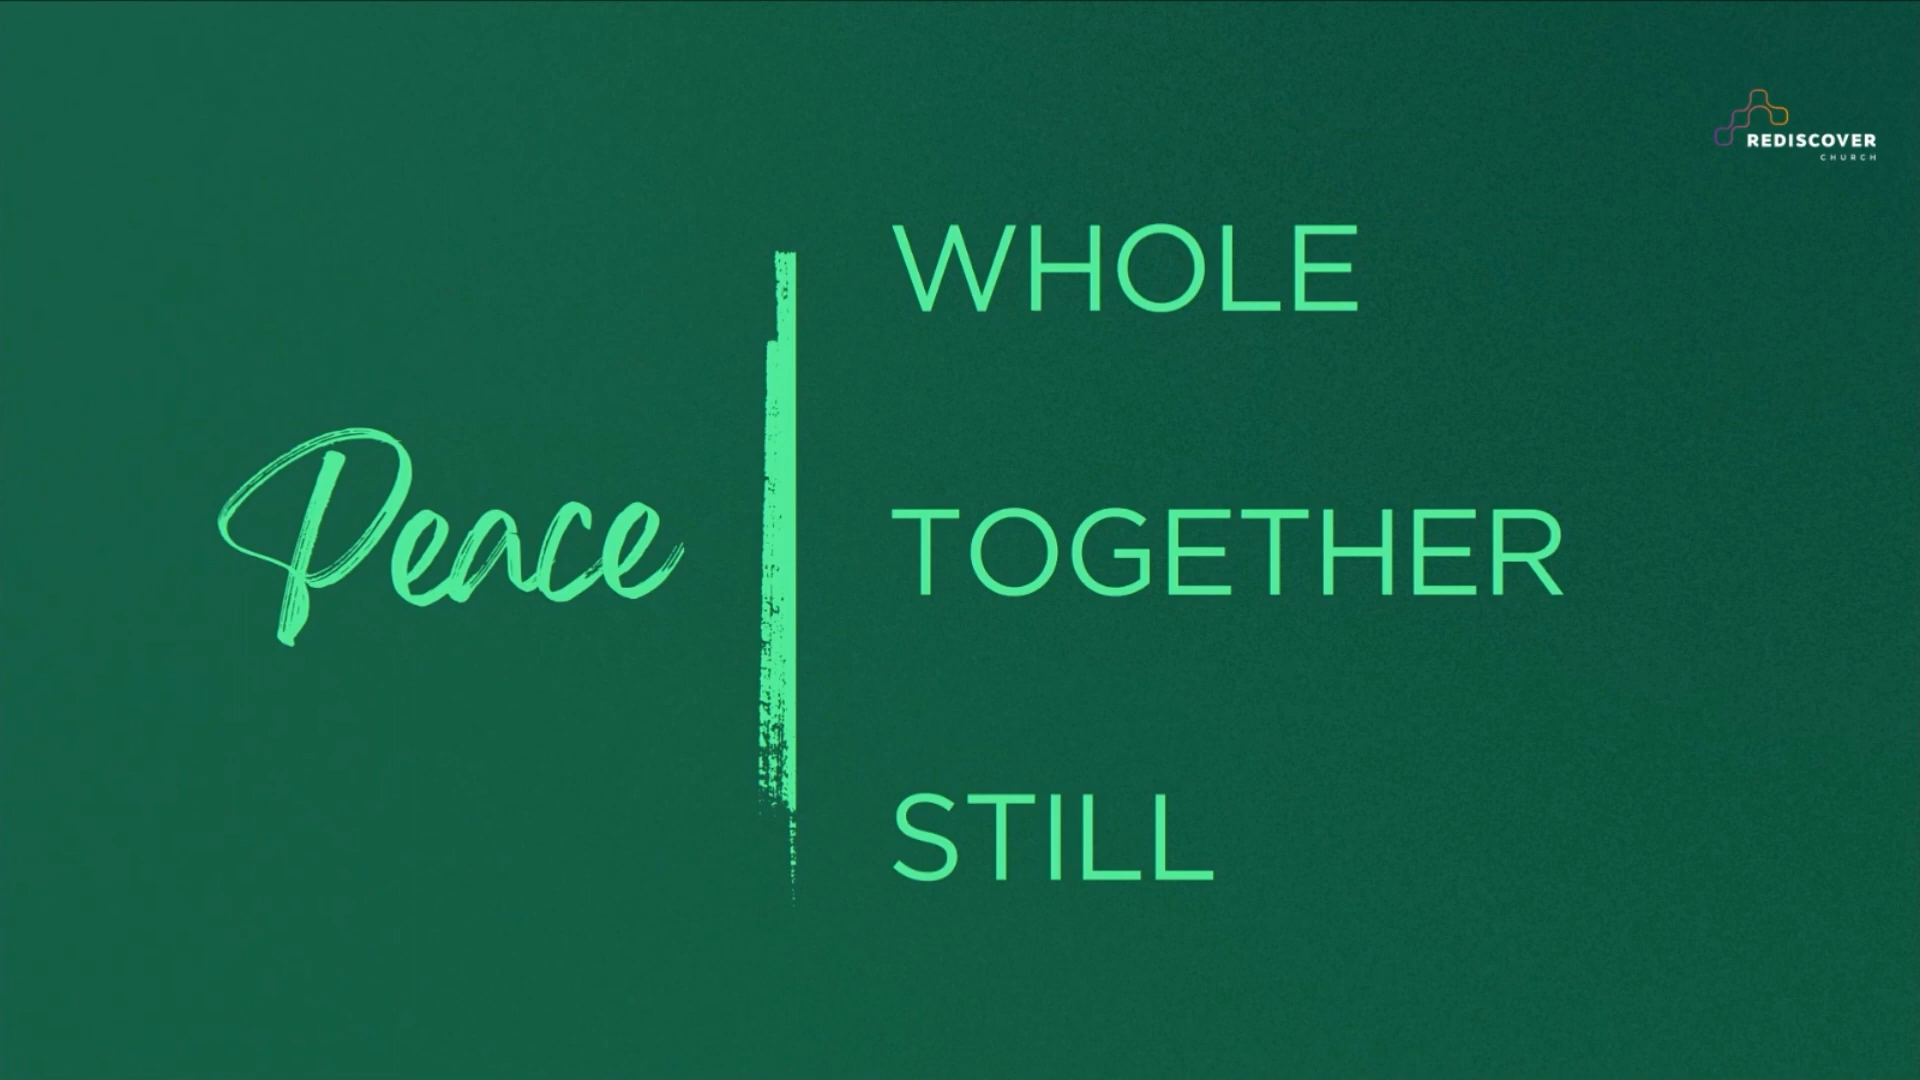 REDISCOVER
CHURCH
Peace
WHOLE
TOGETHER
STILL